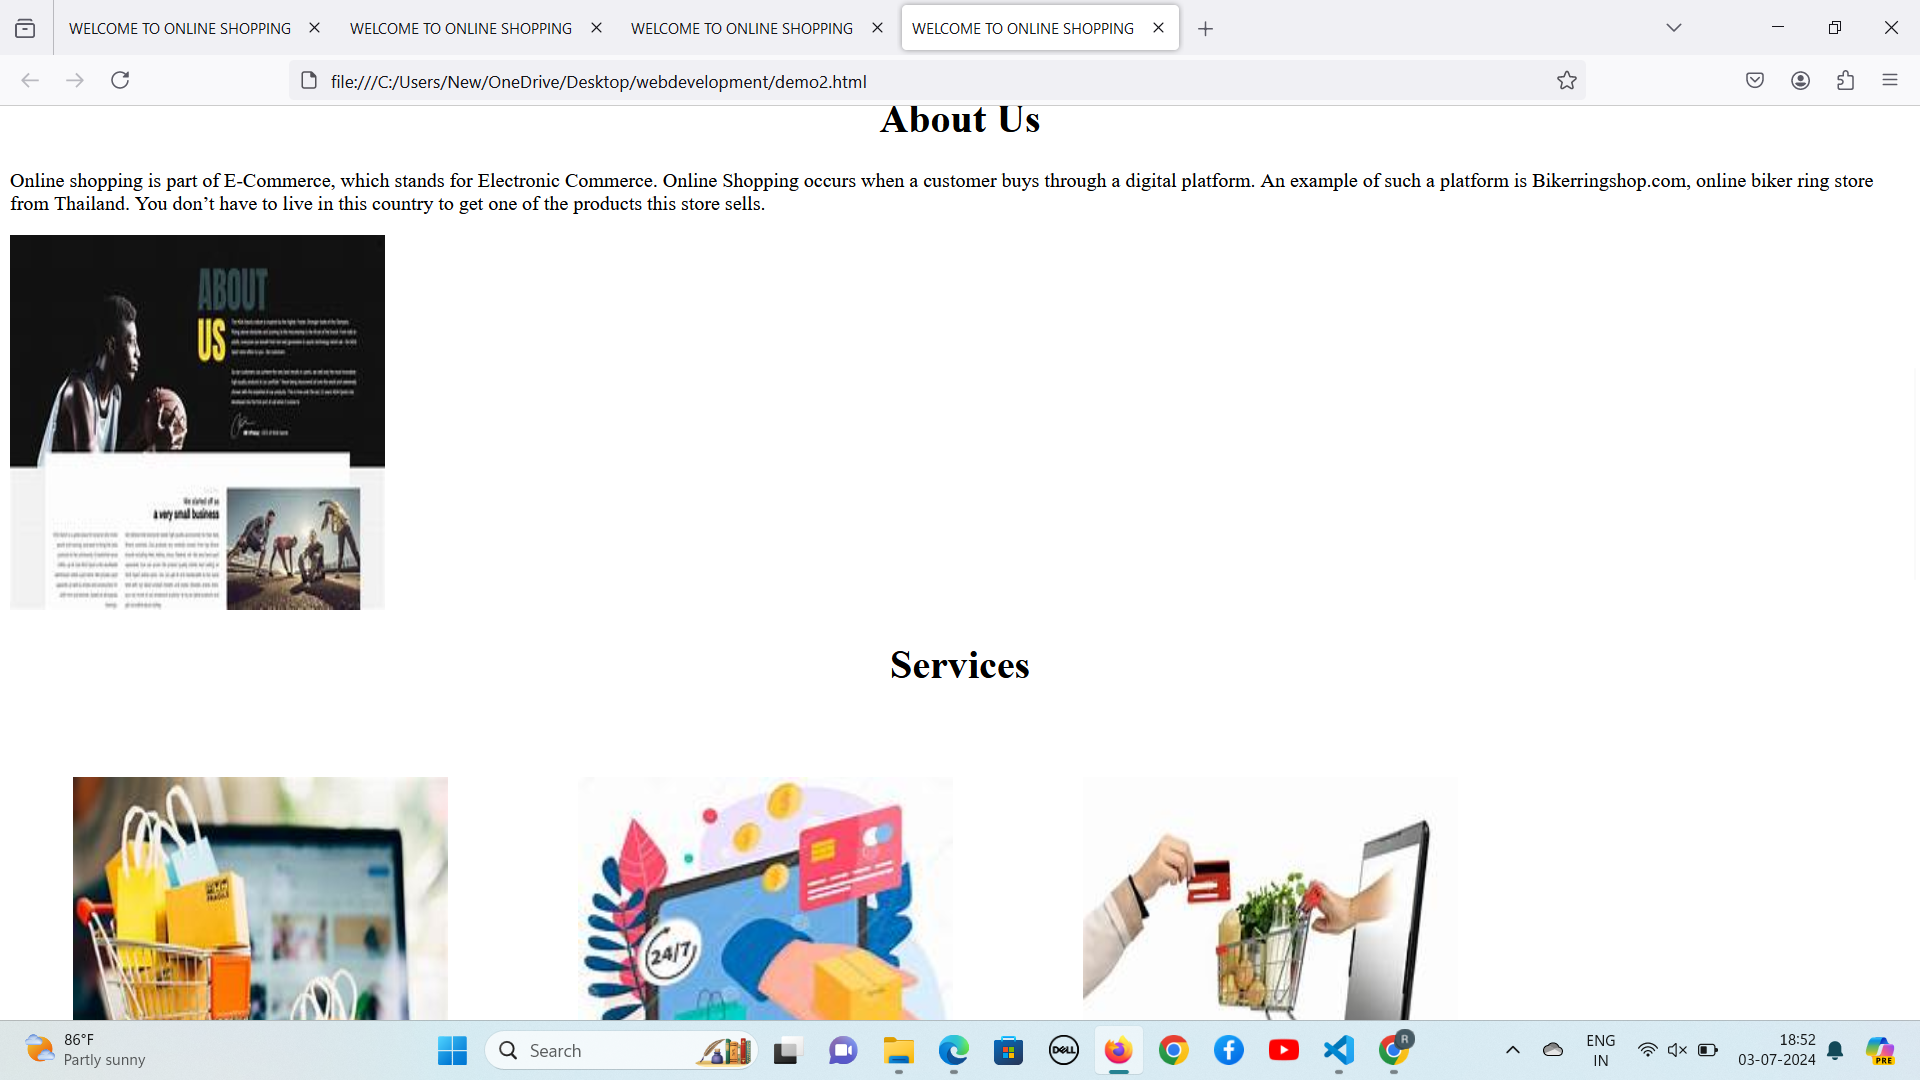 WELCOME TO ONLINE SHOPPING
WELCOME TO ONLINE SHOPPING
WELCOME TO ONLINE SHOPPING
WELCOME TO ONLINE SHOPPING
file:///C:/Users/New/OneDrive/Desktop/webdevelopment/demo2.html
About Us
Online shopping is part of E-Commerce, which stands for Electronic Commerce. Online Shopping occurs when a customer buys through a digital platform. An example of such a platform is Bikerringshop.com, online biker ring store
from Thailand. You don’t have to live in this country to get one of the products this store sells.
ABOUT
US
We started off as
a very small business
Services
FRAGILE
24/7
86°F
Partly sunny
Search
DELL
R
ENG
IN
18:52
03-07-2024
PRE